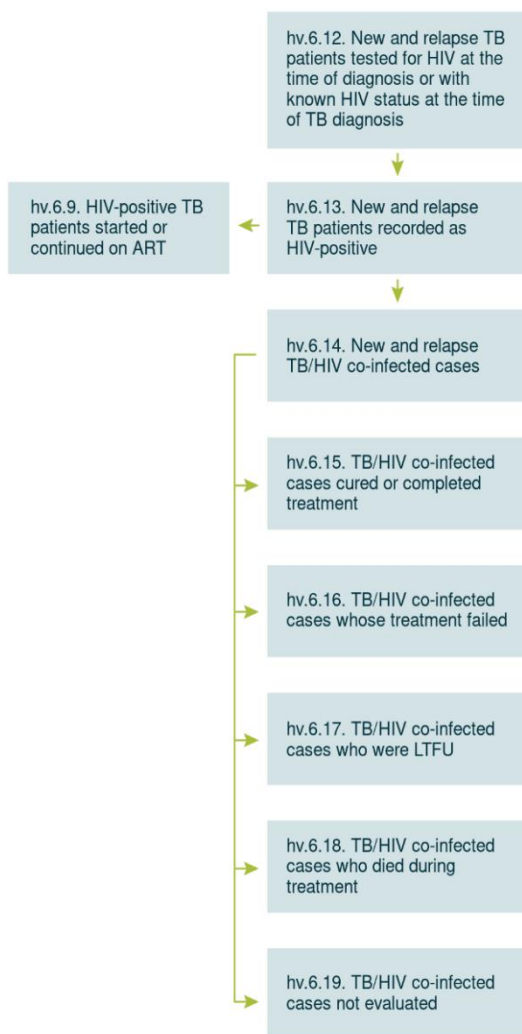 hv.6.12. New and relapse TB
patients tested for HIV at the
time of diagnosis or with
known HIV status at the time
of TB diagnosis
hv.6.9. HIV-positive TB
patients started or
continued on ART
hv.6.13. New and relapse
TB patients recorded as
HIV-positive
hv.6.14. New and relapse
TB/HIV co-infected cases
hv.6.15. TB/HIV co-infected
cases cured or completed
treatment
hv.6.16. TB/HIV co-infected
cases whose treatment failed
hv.6.17. TB/HIV co-infected
cases who were LTFU
hv.6.18. TB/HIV co-infected
cases who died during
treatment
hv.6.19. TB/HIV co-infected
cases not evaluated